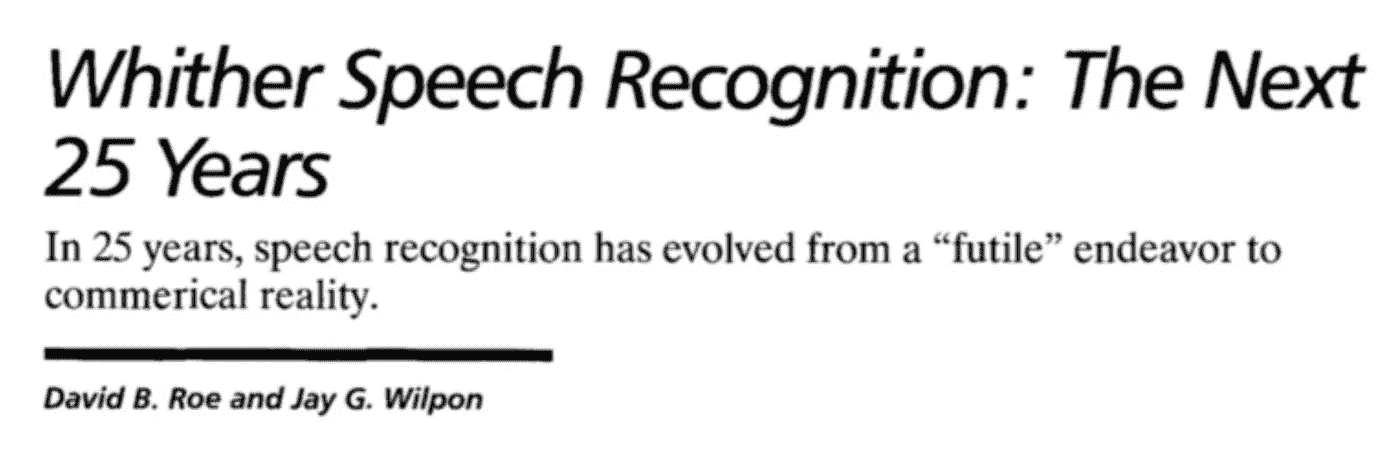 Whither Speech Recognition: The Next
25 Years
In 25 years, speech recognition has evolved from a “futile” endeavor to
commerical reality.
David B. Roe and Jay G. Wilpon